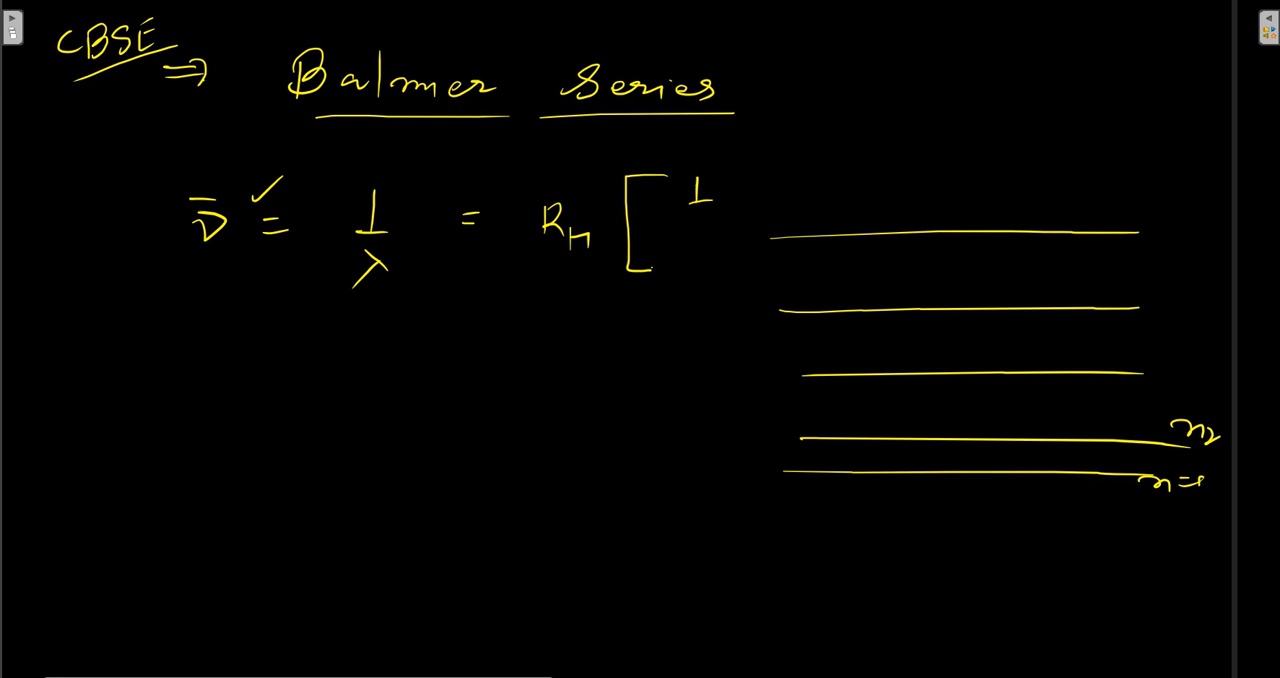 CBSE ⇒ Balmer Series
ν̅ = 1/λ = R_H [ 1
n₂
n=1